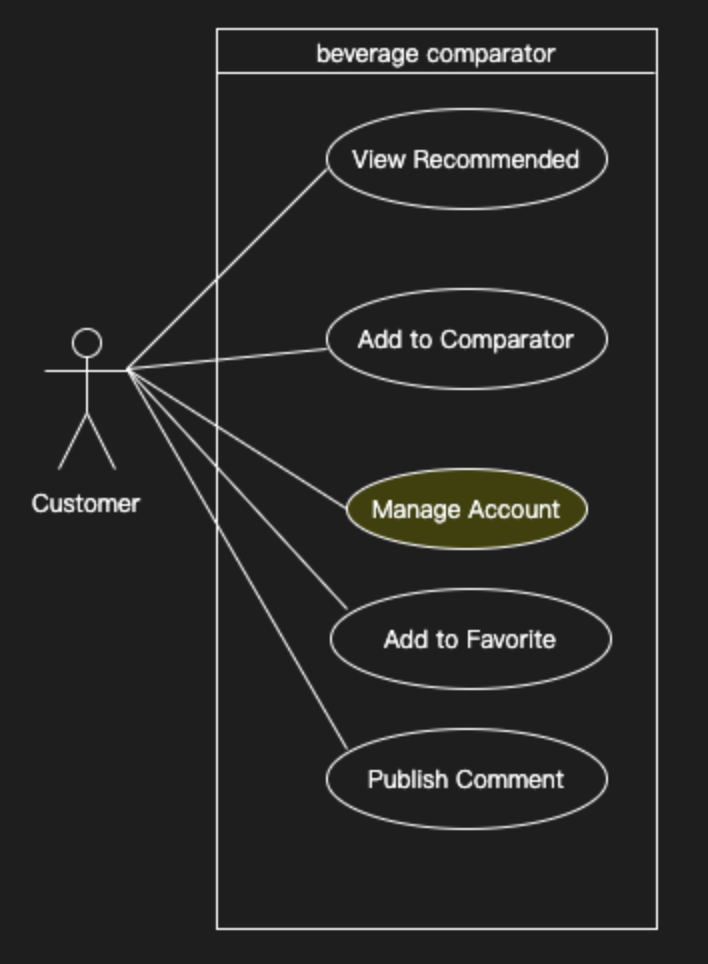 beverage comparator
View Recommended
Add to Comparator
Manage Account
Customer
Add to Favorite
Publish Comment